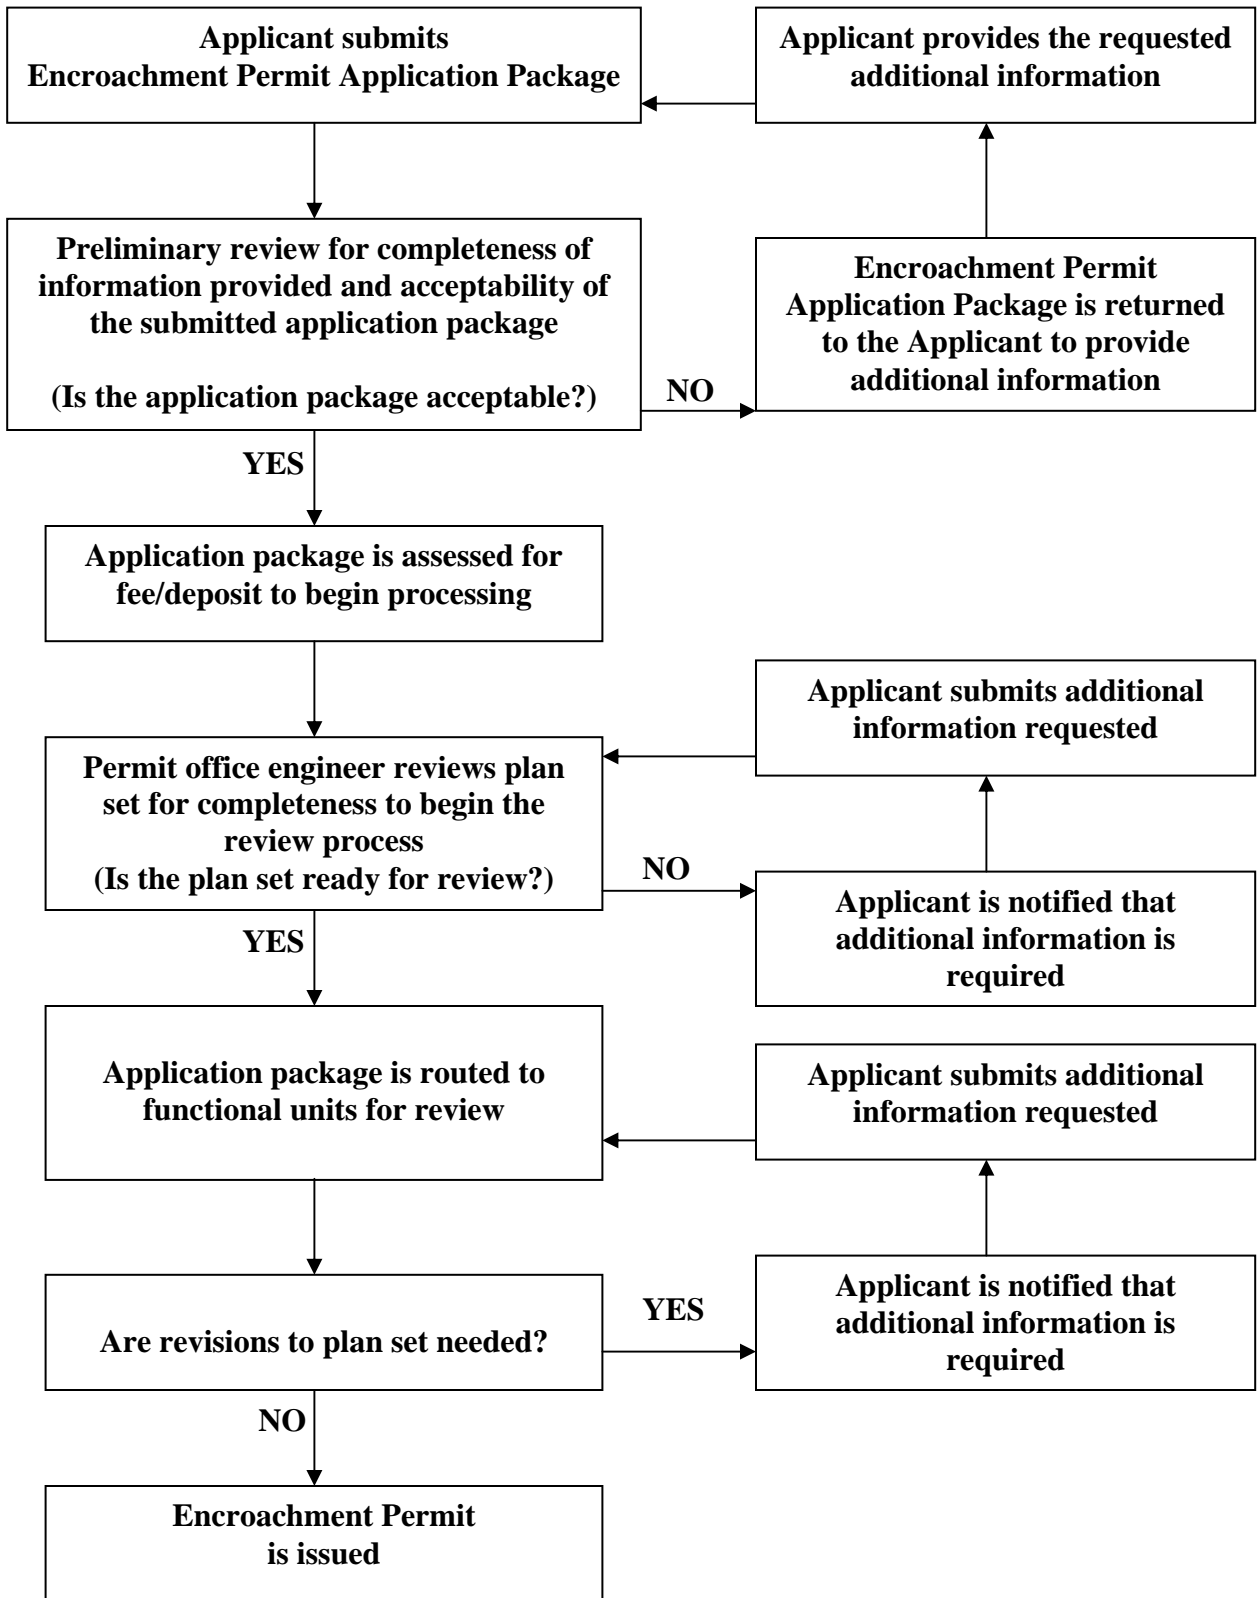 Applicant submits
Encroachment Permit Application Package
Applicant provides the requested
additional information
Preliminary review for completeness of
information provided and acceptability of
the submitted application package
(Is the application package acceptable?)
NO
Encroachment Permit
Application Package is returned
to the Applicant to provide
additional information
YES
Application package is assessed for
fee/deposit to begin processing
Applicant submits additional
information requested
Permit office engineer reviews plan
set for completeness to begin the
review process
(Is the plan set ready for review?)
NO
Applicant is notified that
additional information is
required
YES
Application package is routed to
functional units for review
Applicant submits additional
information requested
Are revisions to plan set needed?
YES
Applicant is notified that
additional information is
required
NO
Encroachment Permit
is issued